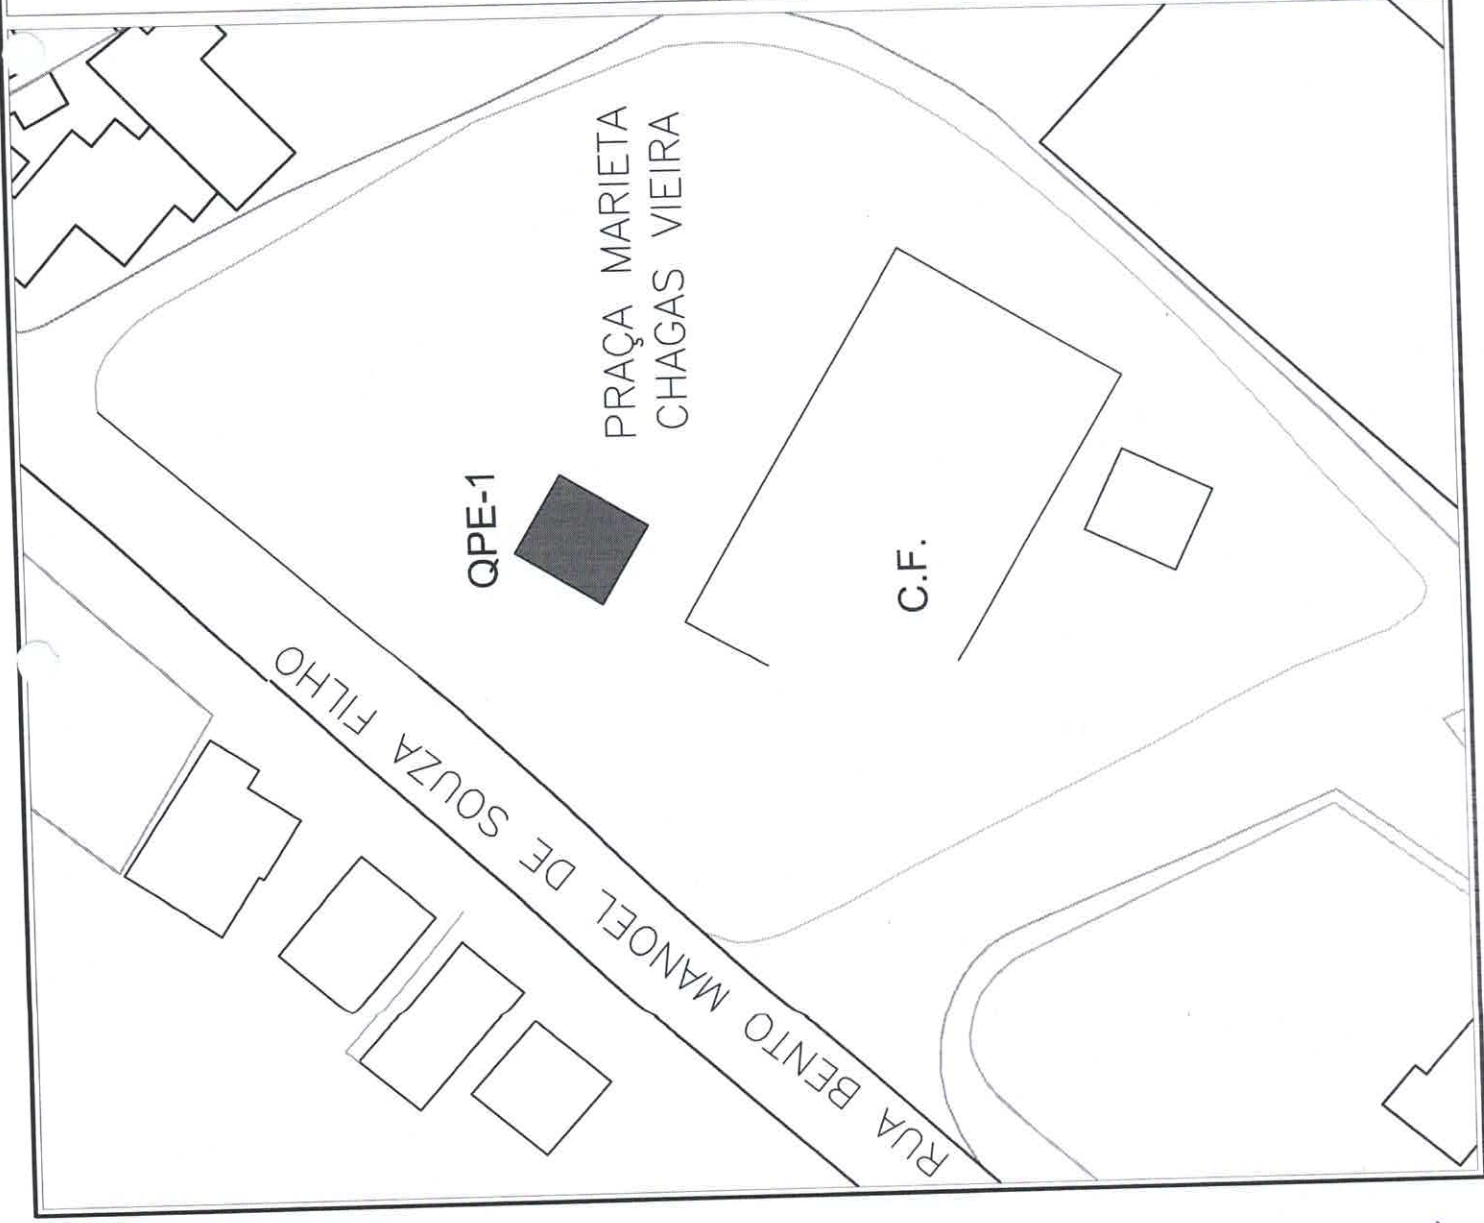 PRAÇA MARIETA
CHAGAS VIEIRA
QPE-1
C.F.
RUA BENTO MANOEL DE SOUZA FILHO